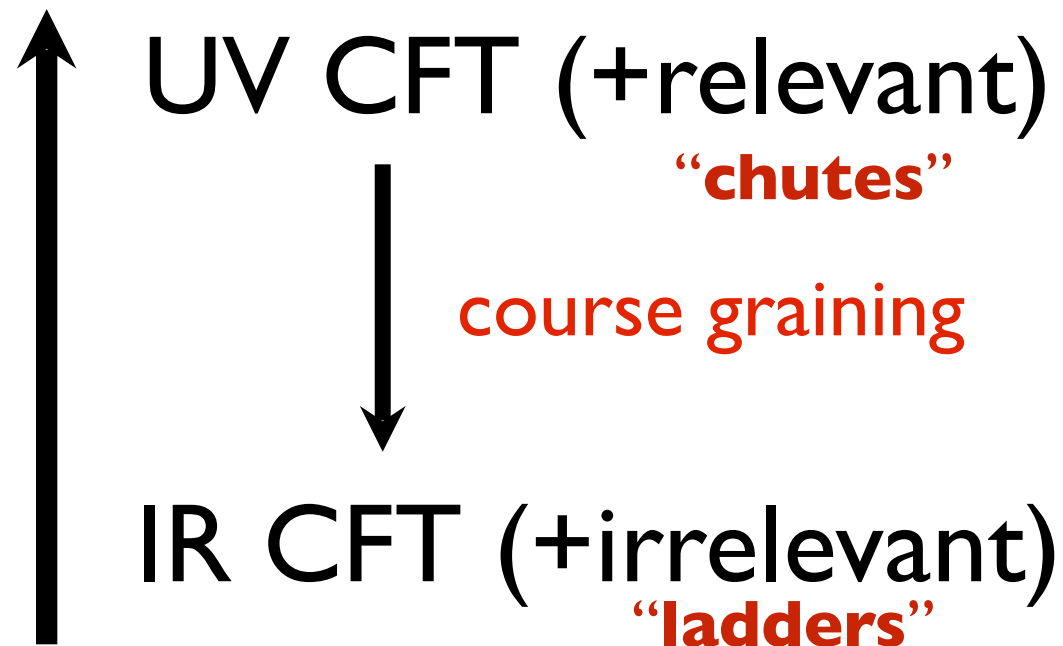 UV CFT (+relevant)
“chutes”
course graining
IR CFT (+irrelevant)
“ladders”